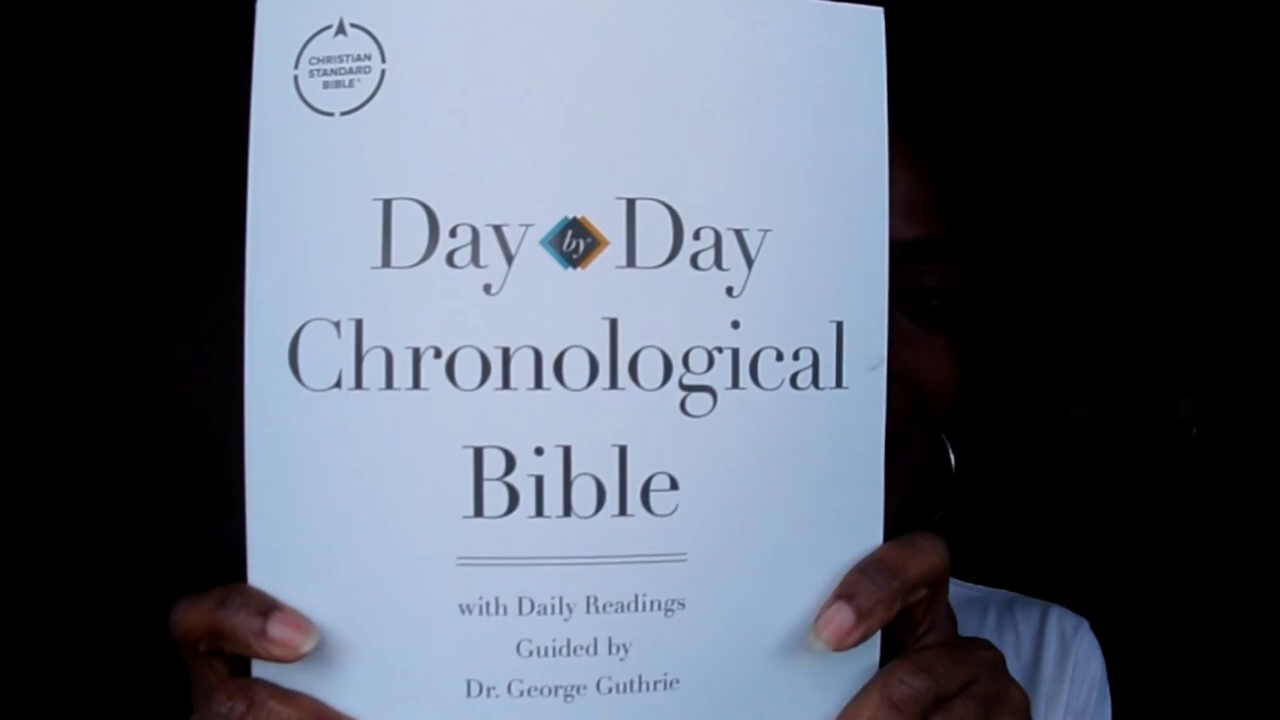 CHRISTIAN
STANDARD
BIBLE®
Day by Day
Chronological
Bible
with Daily Readings
Guided by
Dr. George Guthrie